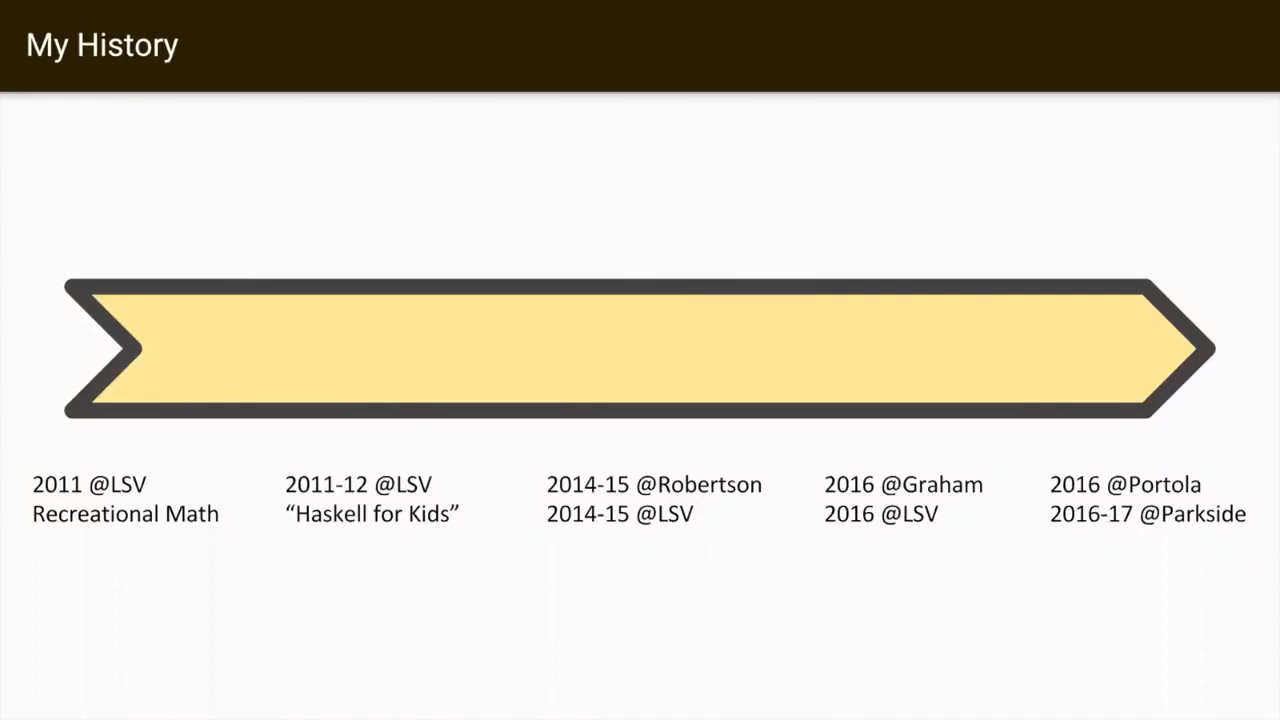 My History
2011 @LSV
Recreational Math
2011-12 @LSV
“Haskell for Kids”
2014-15 @Robertson
2014-15 @LSV
2016 @Graham
2016 @LSV
2016 @Portola
2016-17 @Parkside